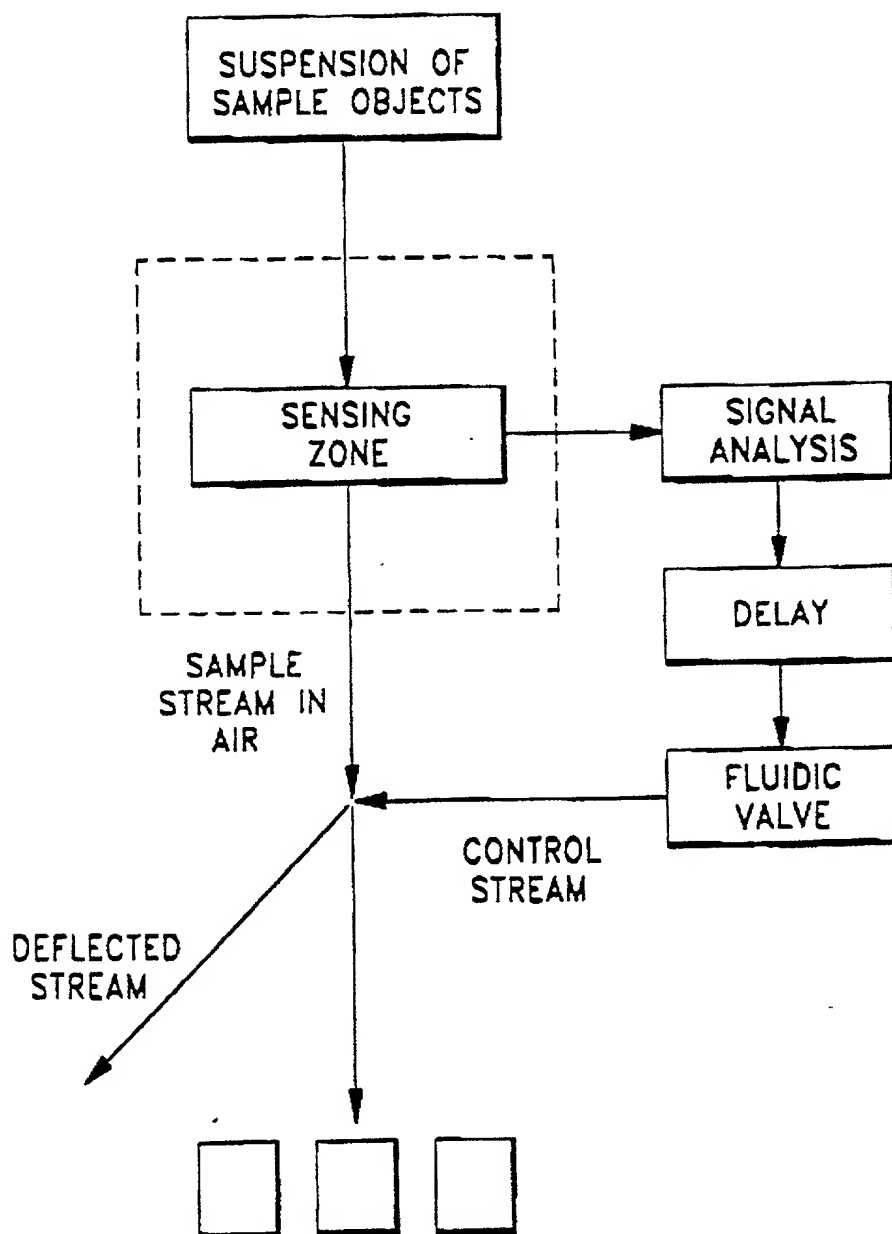 SUSPENSION OF
SAMPLE OBJECTS
SENSING
ZONE
SIGNAL
ANALYSIS
DELAY
SAMPLE
STREAM IN
AIR
FLUIDIC
VALVE
CONTROL
STREAM
DEFLECTED
STREAM